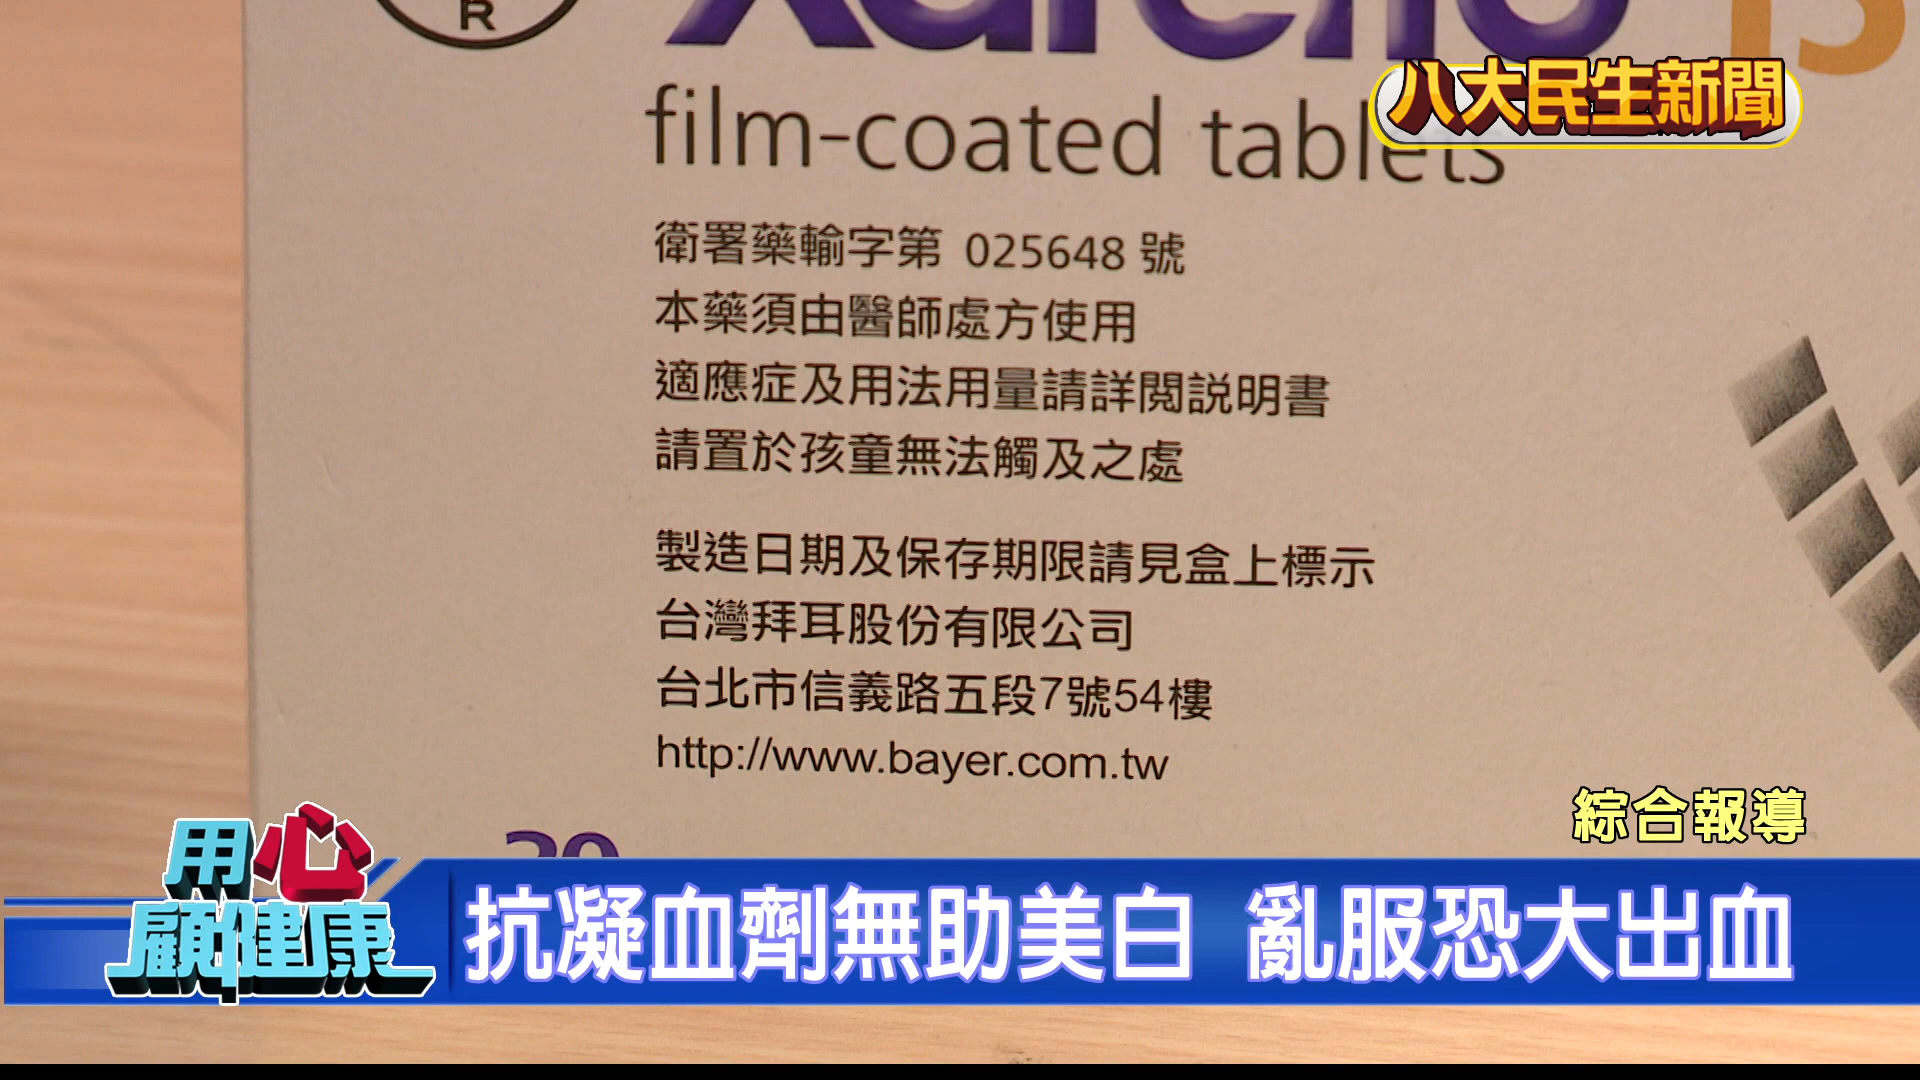 R
Xarelto 15
film-coated tablets
八大民生新聞
衛署藥輸字第 025648 號
本藥須由醫師處方使用
適應症及用法用量請詳閱說明書
請置於孩童無法觸及之處
製造日期及保存期限請見盒上標示
台灣拜耳股份有限公司
台北市信義路五段7號54樓
http://www.bayer.com.tw
綜合報導
用心
顧健康
抗凝血劑無助美白 亂服恐大出血